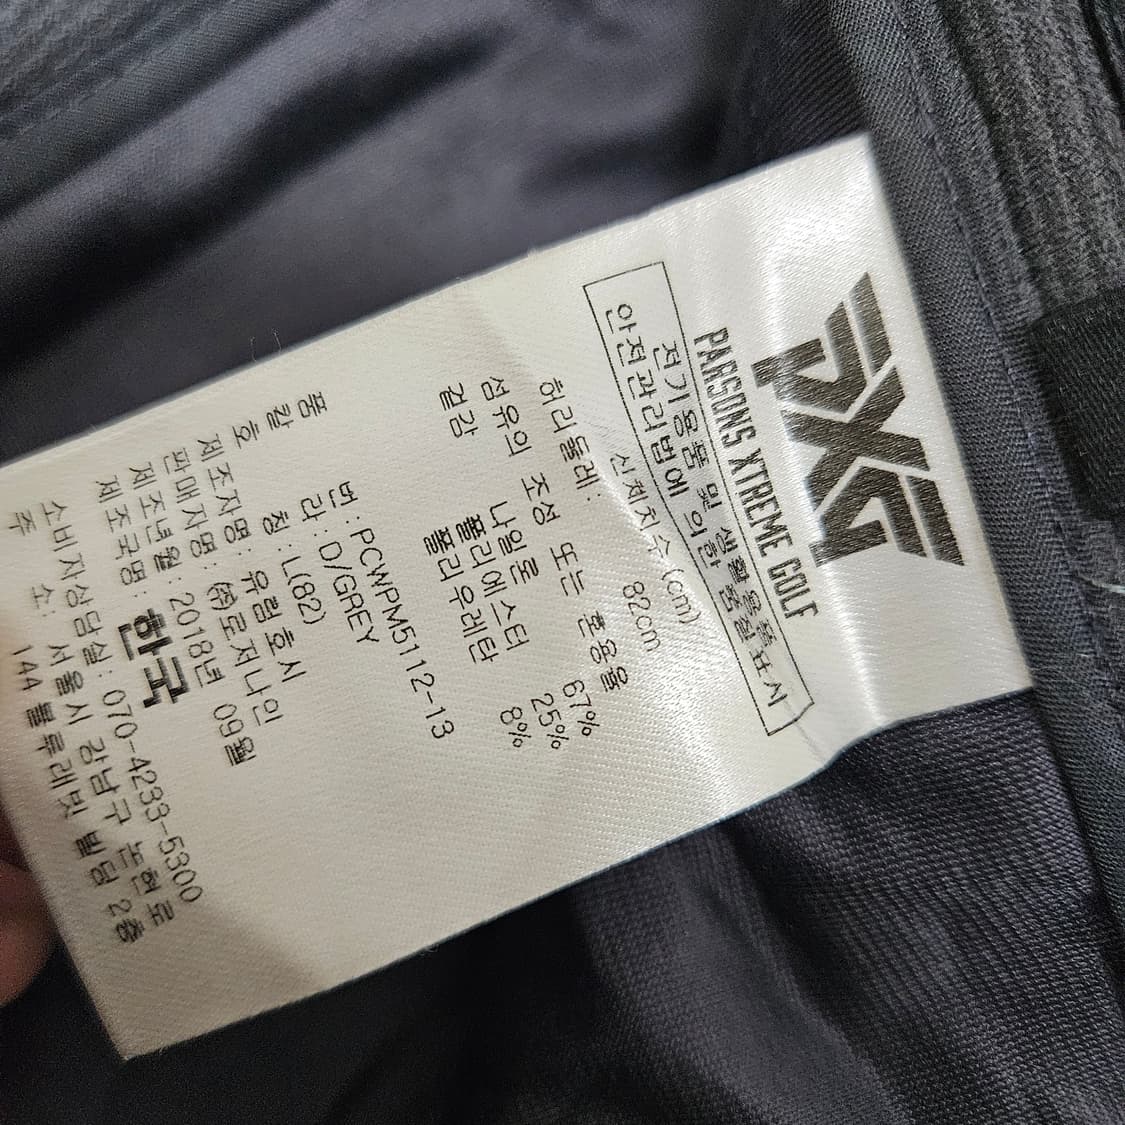 PXG
PARSONS XTREME GOLF
전기용품 및 생활용품
안전관리법에 의한 품질표시
신체치수(cm)
허리둘레: 82cm
섬유의 조성 또는 혼용율
겉감 나일론 67%
폴리에스터 25%
폴리우레탄 8%
품 번:PCWPM5112-13
칼 라:D/GREY
호 칭:L(82)
제조자명: 유림호시
판매자명: ㈜로저나인
제조년월: 2018년 09월
제조국명: 한국
소비자상담실: 070-4233-5300
주 소: 서울시 강남구 논현로
144 블루레덧 빌딩 2층